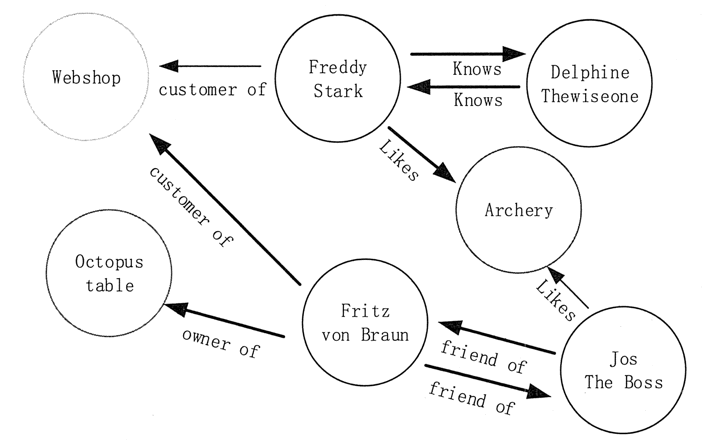 Webshop
customer of
Freddy
Stark
Knows
Knows
Delphine
Thewiseone
Likes
Archery
customer of
Octopus
table
owner of
Fritz
von Braun
Likes
friend of
friend of
Jos
The Boss